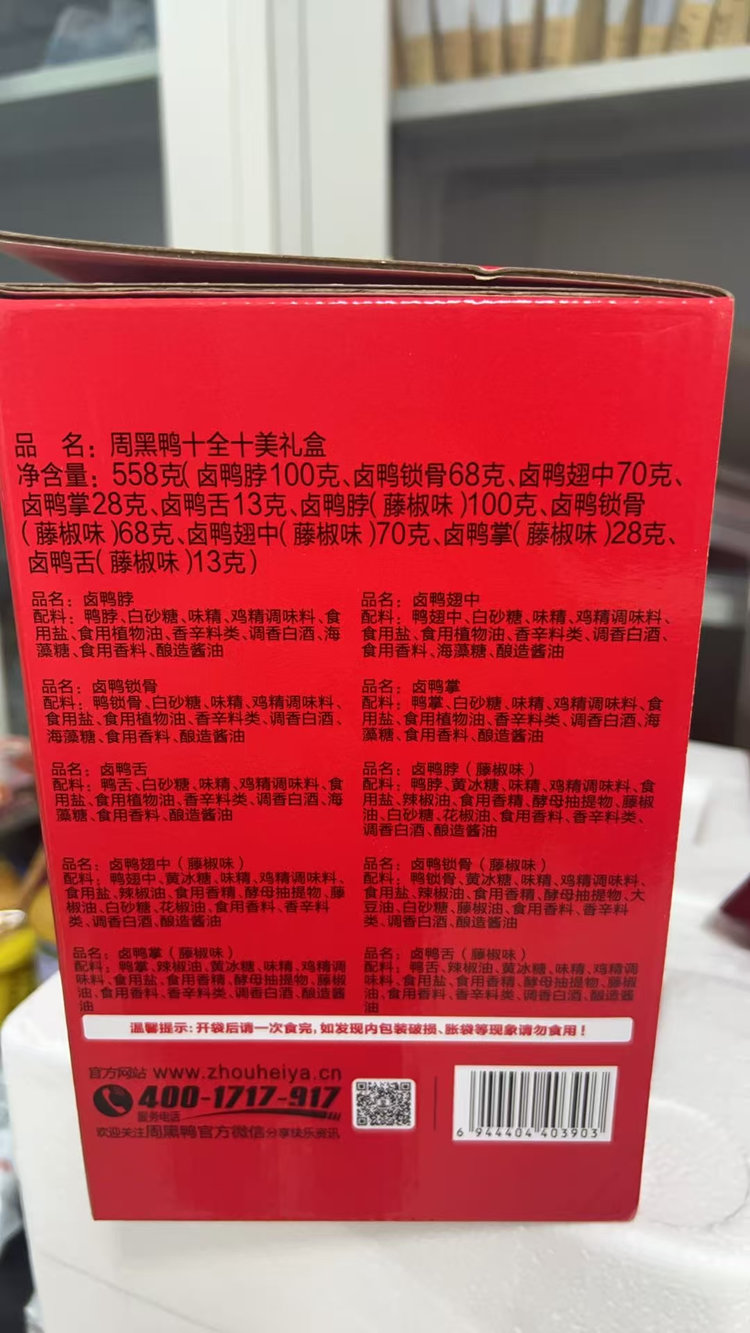 品 名：周黑鸭十全十美礼盒
净含量：558克(卤鸭脖100克、卤鸭锁骨68克、卤鸭翅中70克、
卤鸭掌28克、卤鸭舌13克、卤鸭脖(藤椒味)100克、卤鸭锁骨
(藤椒味)68克、卤鸭翅中(藤椒味)70克、卤鸭掌(藤椒味)28克、
卤鸭舌(藤椒味)13克)
品名：卤鸭脖
配料：鸭脖、白砂糖、味精、鸡精调味料、食
用盐、食用植物油、香辛料类、调香白酒、海
藻糖、食用香料、酿造酱油
品名：卤鸭翅中
配料：鸭翅中、白砂糖、味精、鸡精调味料、
食用盐、食用植物油、香辛料类、调香白酒、
食用香料、海藻糖、酿造酱油
品名：卤鸭锁骨
配料：鸭锁骨、白砂糖、味精、鸡精调味料、
食用盐、食用植物油、香辛料类、调香白酒、
海藻糖、食用香料、酿造酱油
品名：卤鸭掌
配料：鸭掌、白砂糖、味精、鸡精调味料、食
用盐、食用植物油、香辛料类、调香白酒、海
藻糖、食用香料、酿造酱油
品名：卤鸭舌
配料：鸭舌、白砂糖、味精、鸡精调味料、食
用盐、食用植物油、香辛料类、调香白酒、海
藻糖、食用香料、酿造酱油
品名：卤鸭脖（藤椒味）
配料：鸭脖、黄冰糖、味精、鸡精调味料、食
用盐、辣椒油、食用香精、酵母抽提物、藤椒
油、白砂糖、花椒油、食用香料、香辛料类、
调香白酒、酿造酱油
品名：卤鸭翅中（藤椒味）
配料：鸭翅中、黄冰糖、味精、鸡精调味料、
食用盐、辣椒油、食用香精、酵母抽提物、藤
椒油、白砂糖、花椒油、食用香料、香辛料
类、调香白酒、酿造酱油
品名：卤鸭锁骨（藤椒味）
配料：鸭锁骨、黄冰糖、味精、鸡精调味料、
食用盐、辣椒油、食用香精、酵母抽提物、大
豆油、白砂糖、藤椒油、食用香料、香辛料
类、调香白酒、酿造酱油
品名：卤鸭掌（藤椒味）
配料：鸭掌、辣椒油、黄冰糖、味精、鸡精调
味料、食用盐、食用香精、酵母抽提物、藤椒
油、食用香料、香辛料类、调香白酒、酿造酱
油
品名：卤鸭舌（藤椒味）
配料：鸭舌、辣椒油、黄冰糖、味精、鸡精调
味料、食用盐、食用香精、酵母抽提物、藤椒
油、食用香料、香辛料类、调香白酒、酿造酱
油
温馨提示：开袋后请一次食完，如发现内包装破损、胀袋等现象请勿食用！
官方网站 www.zhouheiya.cn
400-1717-917
服务电话
欢迎关注周黑鸭官方微信分享快乐资讯
6 944404 403903